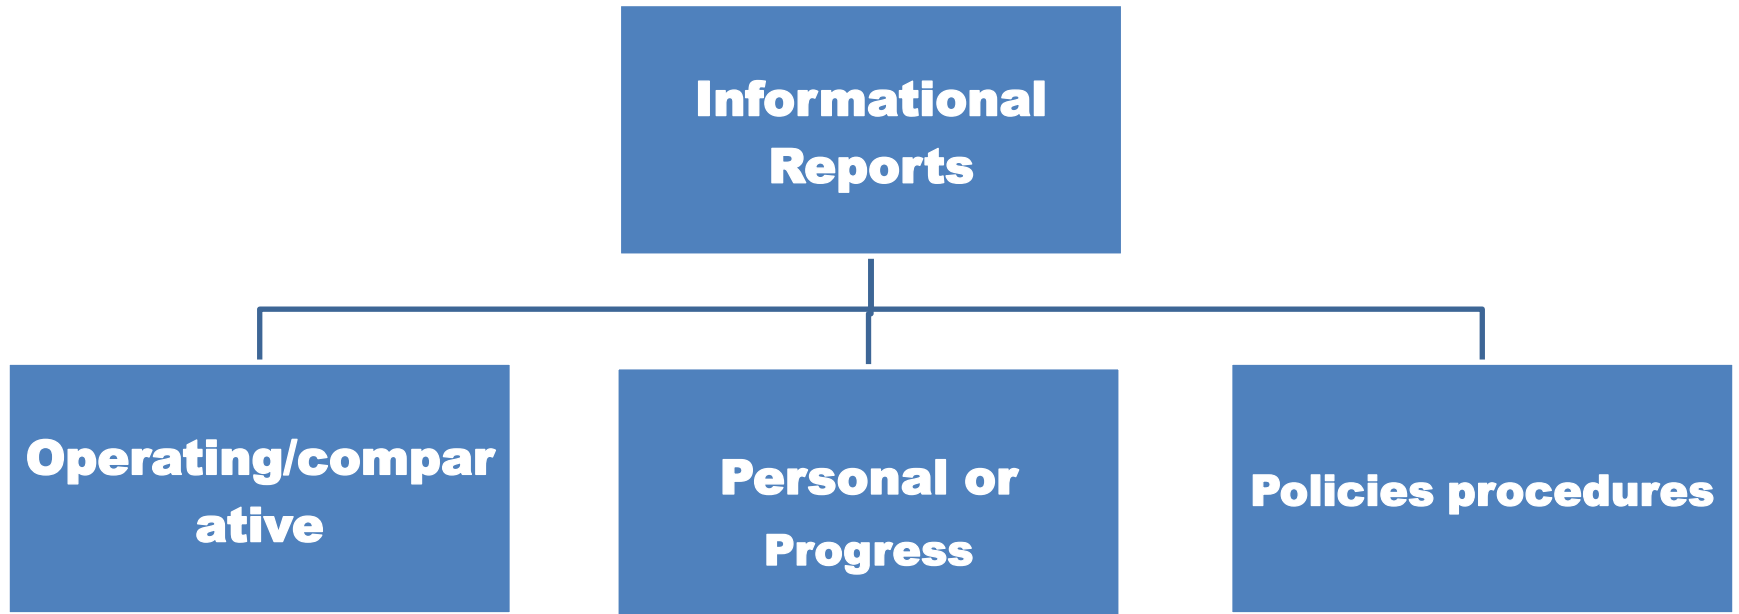 Informational
Reports
Operating/compar
ative
Personal or
Progress
Policies procedures